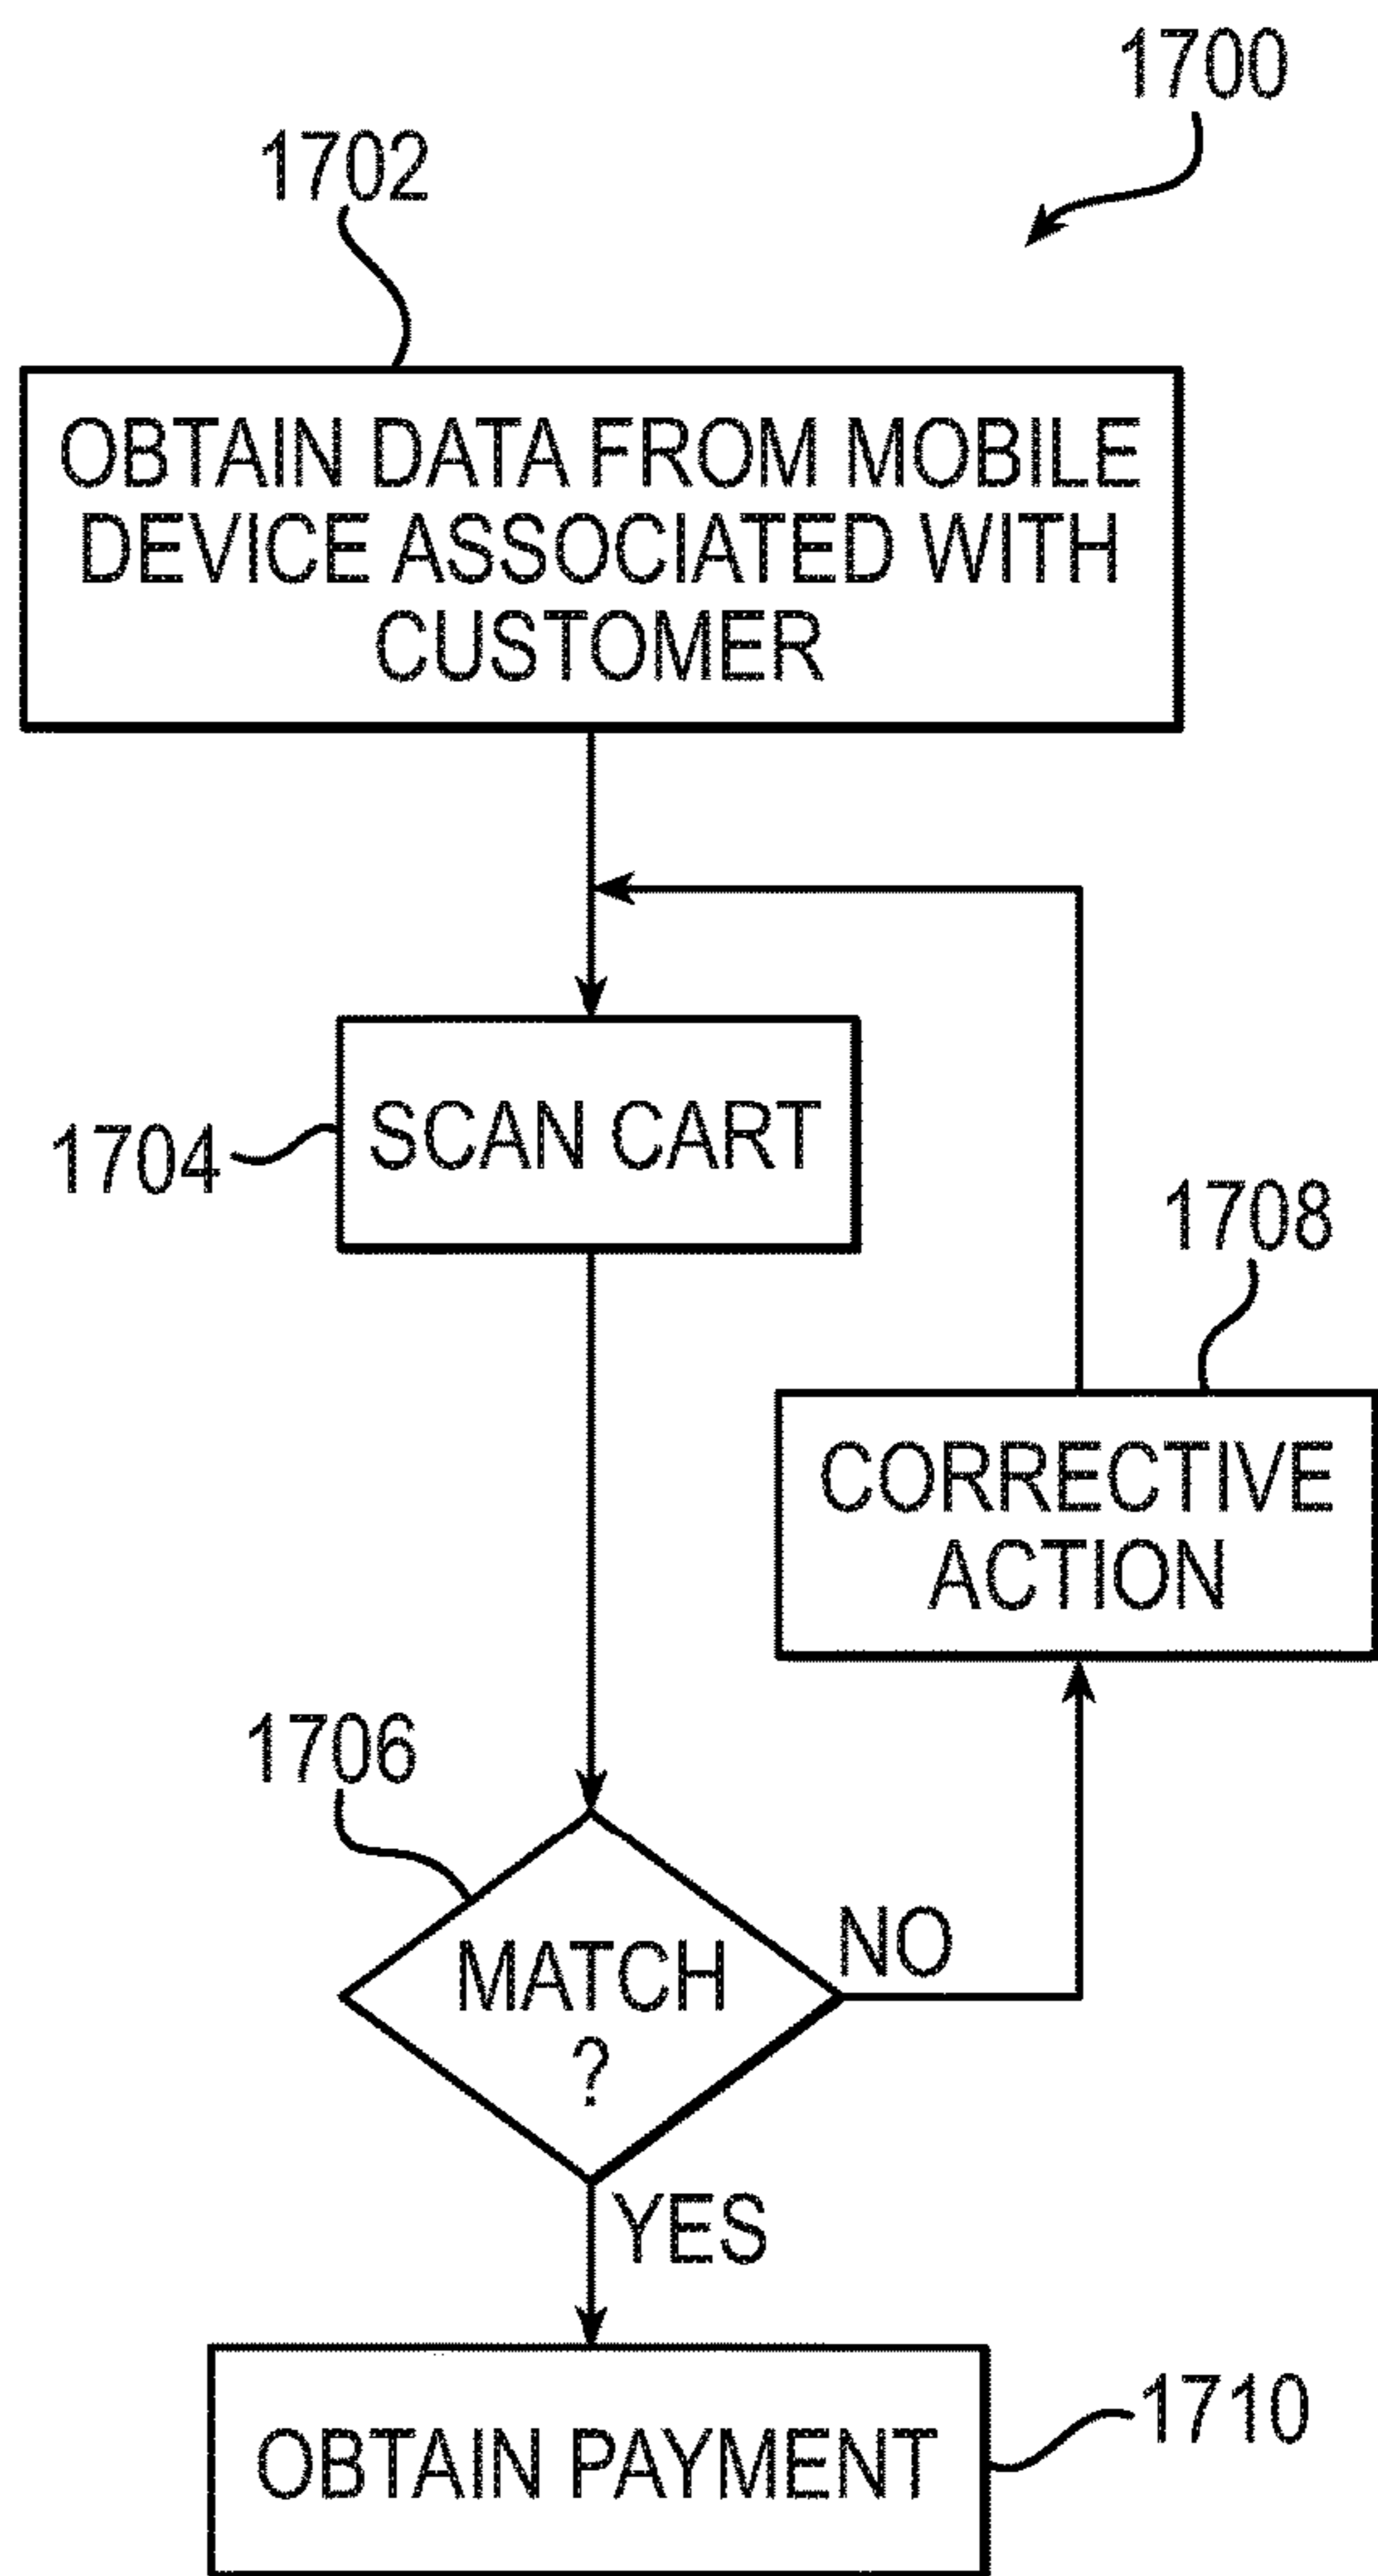 1700
1702
OBTAIN DATA FROM MOBILE
DEVICE ASSOCIATED WITH
CUSTOMER
SCAN CART
1704
1708
CORRECTIVE
ACTION
1706
MATCH
?
NO
YES
OBTAIN PAYMENT
1710